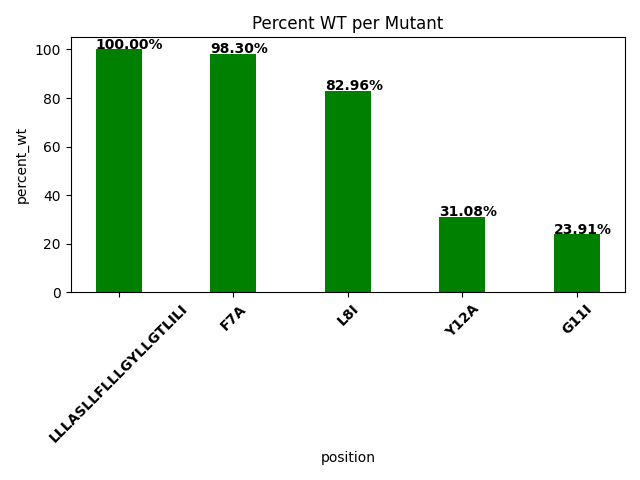 Percent WT per Mutant
100.00%
98.30%
82.96%
31.08%
23.91%
percent_wt
100
80
60
40
20
0
LLLASLLFLLLGYLLGTLILI
F7A
L8I
Y12A
G11I
position